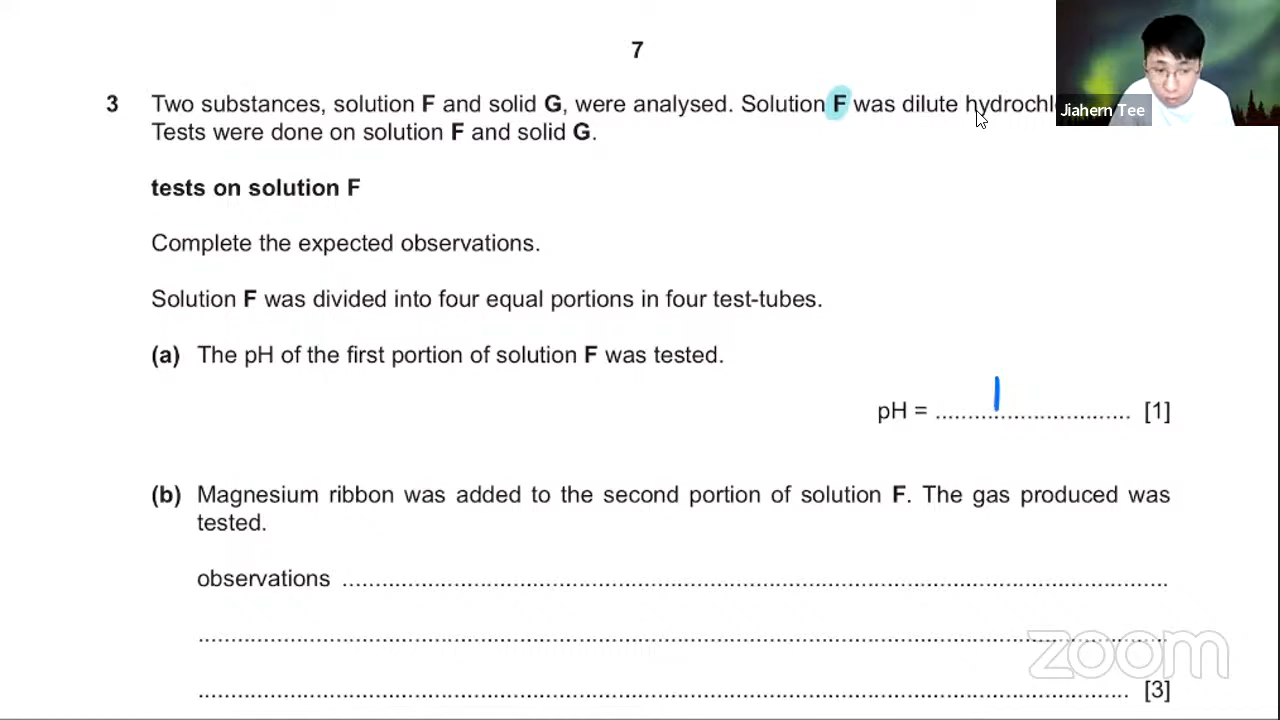 7
3 Two substances, solution F and solid G, were analysed. Solution F was dilute hydrochl
Jiahern Tee
Tests were done on solution F and solid G.
tests on solution F
Complete the expected observations.
Solution F was divided into four equal portions in four test-tubes.
(a) The pH of the first portion of solution F was tested.
1
pH = .............................. [1]
(b) Magnesium ribbon was added to the second portion of solution F. The gas produced was
tested.
observations ................................................................................................................................
................................................................................................................................
zoom
................................................................................................................................ [3]